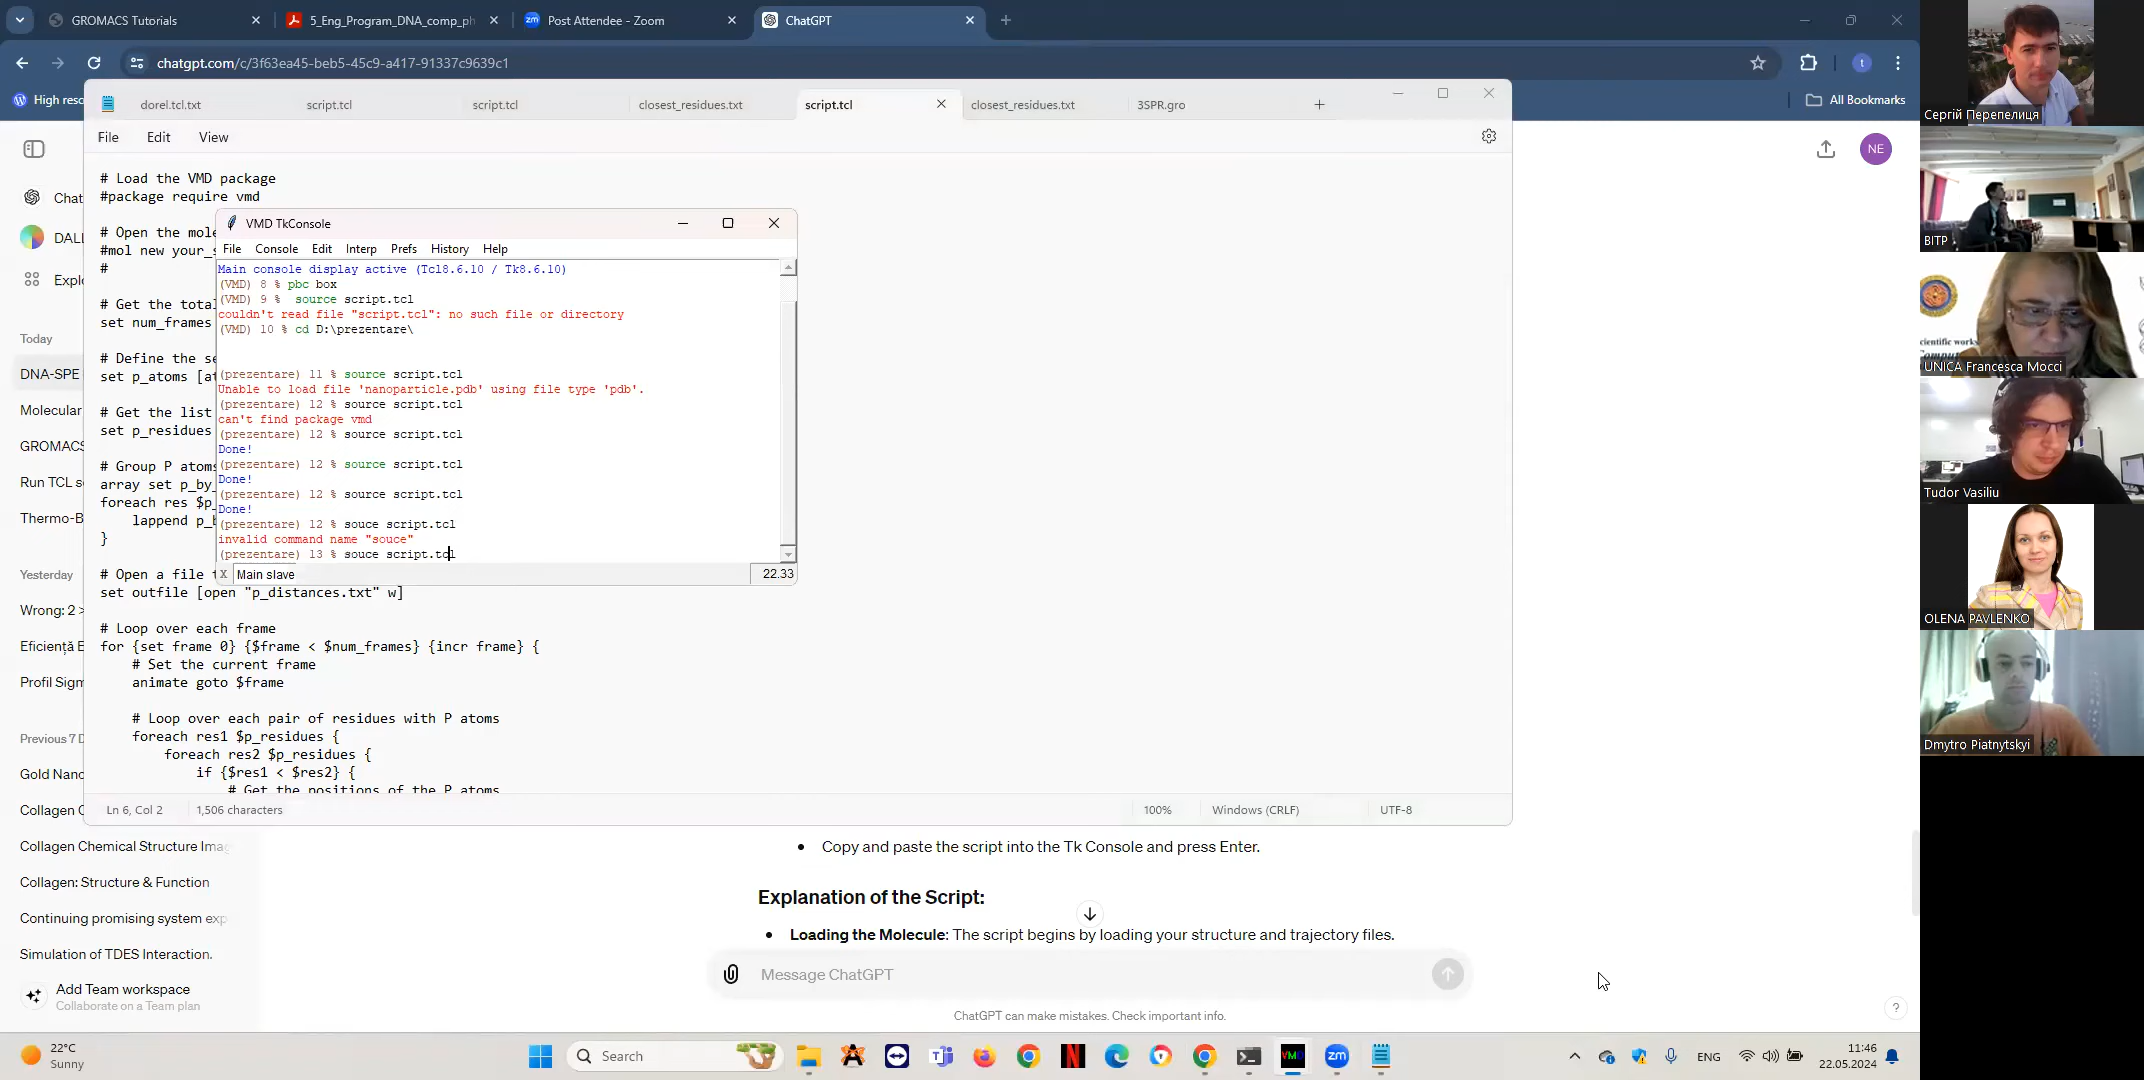 GROMACS Tutorials
5_Eng_Program_DNA_comp_ph
Post Attendee - Zoom
ChatGPT
chatgpt.com/c/3f63ea45-beb5-45c9-a417-91337c9639c1
High reso
All Bookmarks
dorel.tcl.txt
script.tcl
script.tcl
closest_residues.txt
script.tcl
closest_residues.txt
3SPR.gro
File
Edit
View
NE
Chat
DALL
Explo
Today
DNA-SPE
Molecular
GROMACS
Run TCL s
Thermo-B
Yesterday
Wrong: 2 >
Eficiență E
Profil Sigm
Previous 7 D
Gold Nano
Collagen C
Collagen Chemical Structure Imag
Collagen: Structure & Function
Continuing promising system exp
Simulation of TDES Interaction.
Add Team workspace
Collaborate on a Team plan
# Load the VMD package
#package require vmd
# Open the mole
#mol new your_s
#
# Get the total
set num_frames
# Define the se
set p_atoms [at
# Get the list
set p_residues
# Group P atoms
array set p_by_
foreach res $p_
lappend p_b
}
# Open a file t
set outfile [open "p_distances.txt" w]
# Loop over each frame
for {set frame 0} {$frame < $num_frames} {incr frame} {
# Set the current frame
animate goto $frame
# Loop over each pair of residues with P atoms
foreach res1 $p_residues {
foreach res2 $p_residues {
if {$res1 < $res2} {
# Get the positions of the P atoms
Ln 6, Col 2
1,506 characters
100%
Windows (CRLF)
UTF-8
VMD TkConsole
File Console Edit Interp Prefs History Help
Main console display active (Tcl8.6.10 / Tk8.6.10)
(VMD) 8 % pbc box
(VMD) 9 %  source script.tcl
couldn't read file "script.tcl": no such file or directory
(VMD) 10 % cd D:\prezentare\
(prezentare) 11 % source script.tcl
Unable to load file 'nanoparticle.pdb' using file type 'pdb'.
(prezentare) 12 % source script.tcl
can't find package vmd
(prezentare) 12 % source script.tcl
Done!
(prezentare) 12 % source script.tcl
Done!
(prezentare) 12 % source script.tcl
Done!
(prezentare) 12 % souce script.tcl
invalid command name "souce"
(prezentare) 13 % souce script.tcl
X Main slave
22.33
Copy and paste the script into the Tk Console and press Enter.
Explanation of the Script:
Loading the Molecule: The script begins by loading your structure and trajectory files.
Message ChatGPT
ChatGPT can make mistakes. Check important info.
?
22°C
Sunny
Search
ENG
11:46
22.05.2024
Сергій Перепелиця
BITP
cientific works
Comput
UNICA Francesca Mocci
Tudor Vasiliu
OLENA PAVLENKO
Dmytro Piatnytskyi